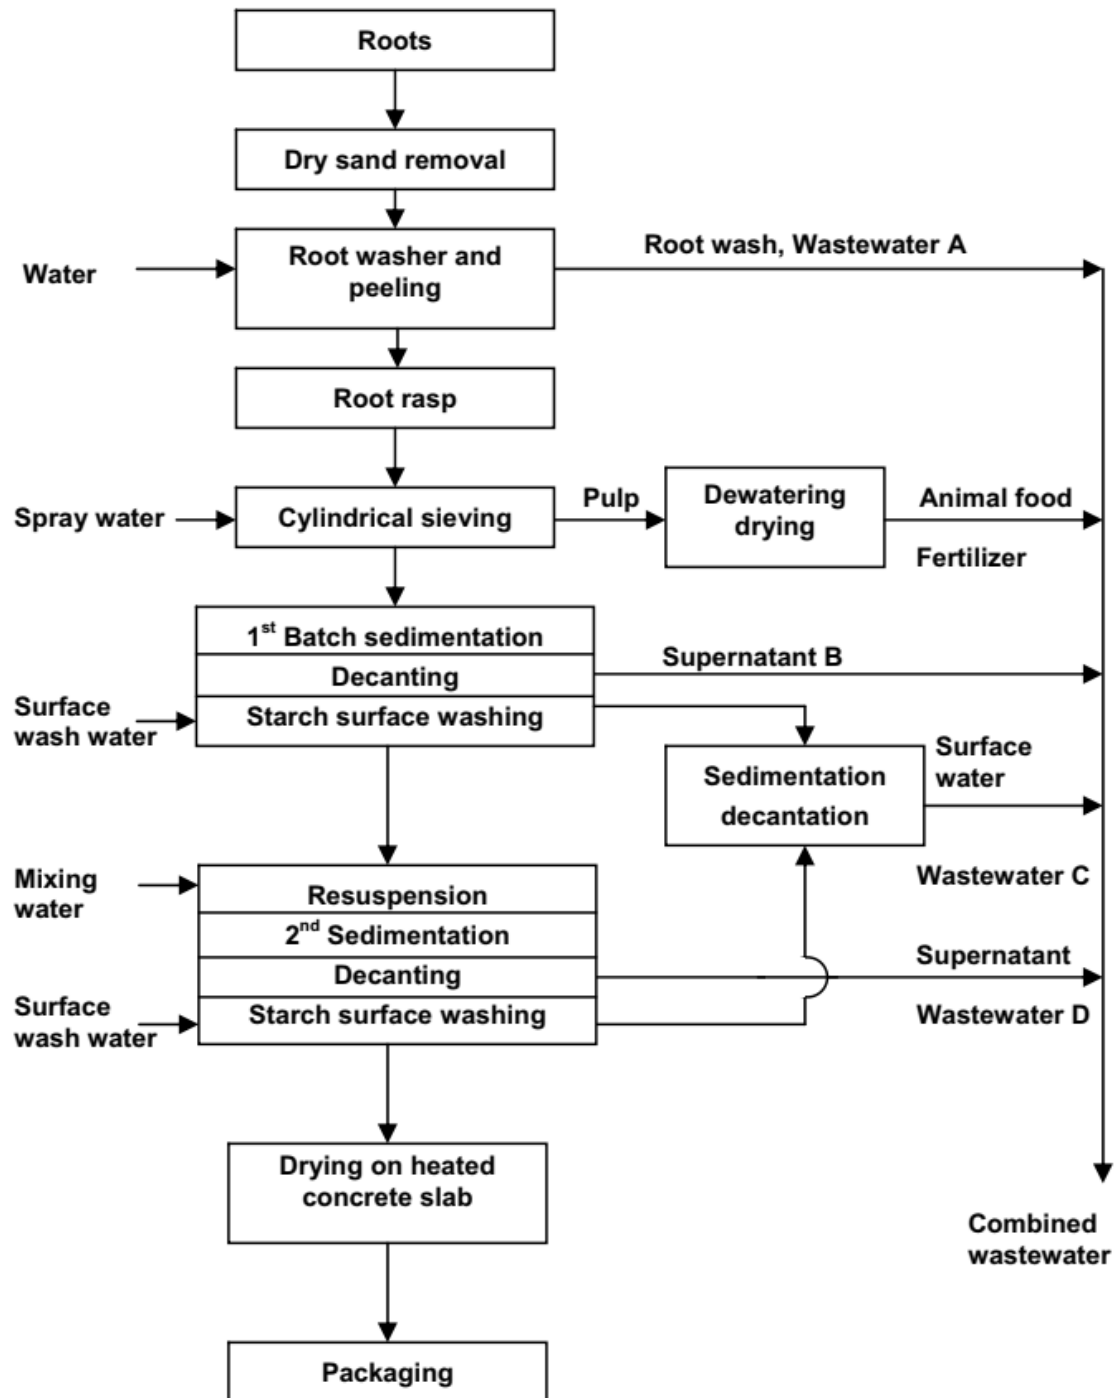 Roots
Dry sand removal
Root washer and
peeling
Water
Root wash, Wastewater A
Root rasp
Spray water
Cylindrical sieving
Pulp
Dewatering
drying
Animal food
Fertilizer
1st Batch sedimentation
Decanting
Starch surface washing
Supernatant B
Surface
wash water
Sedimentation
decantation
Surface
water
Wastewater C
Mixing
water
Resuspension
2nd Sedimentation
Decanting
Starch surface washing
Supernatant
Wastewater D
Surface
wash water
Drying on heated
concrete slab
Combined
wastewater
Packaging